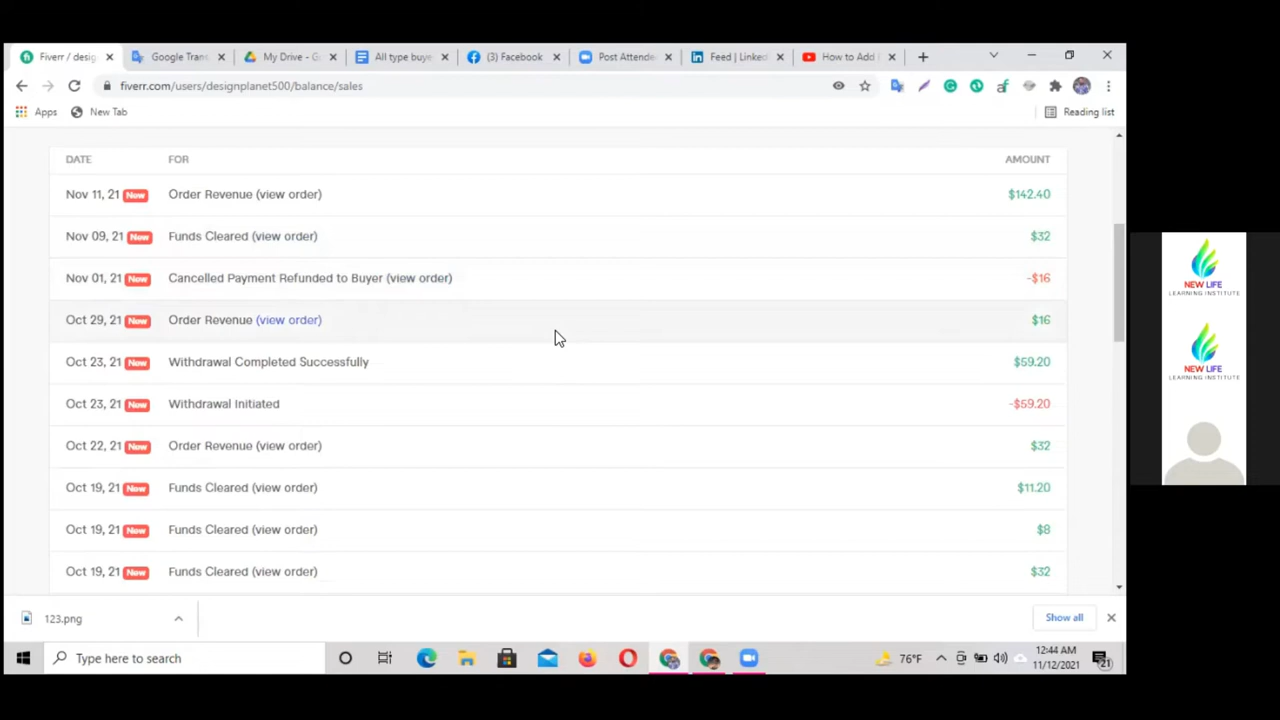 Fiverr / desig
Google Tran
My Drive - G
All type buye
(3) Facebook
Post Attende
Feed | LinkedI
How to Add
fiverr.com/users/designplanet500/balance/sales
Apps
New Tab
Reading list
DATE FOR AMOUNT
Nov 11, 21 New Order Revenue (view order) $142.40
Nov 09, 21 New Funds Cleared (view order) $32
Nov 01, 21 New Cancelled Payment Refunded to Buyer (view order) -$16
Oct 29, 21 New Order Revenue (view order) $16
Oct 23, 21 New Withdrawal Completed Successfully $59.20
Oct 23, 21 New Withdrawal Initiated -$59.20
Oct 22, 21 New Order Revenue (view order) $32
Oct 19, 21 New Funds Cleared (view order) $11.20
Oct 19, 21 New Funds Cleared (view order) $8
Oct 19, 21 New Funds Cleared (view order) $32
NEW LIFE
LEARNING INSTITUTE
NEW LIFE
LEARNING INSTITUTE
123.png
Show all
Type here to search
76°F
12:44 AM
11/12/2021
21